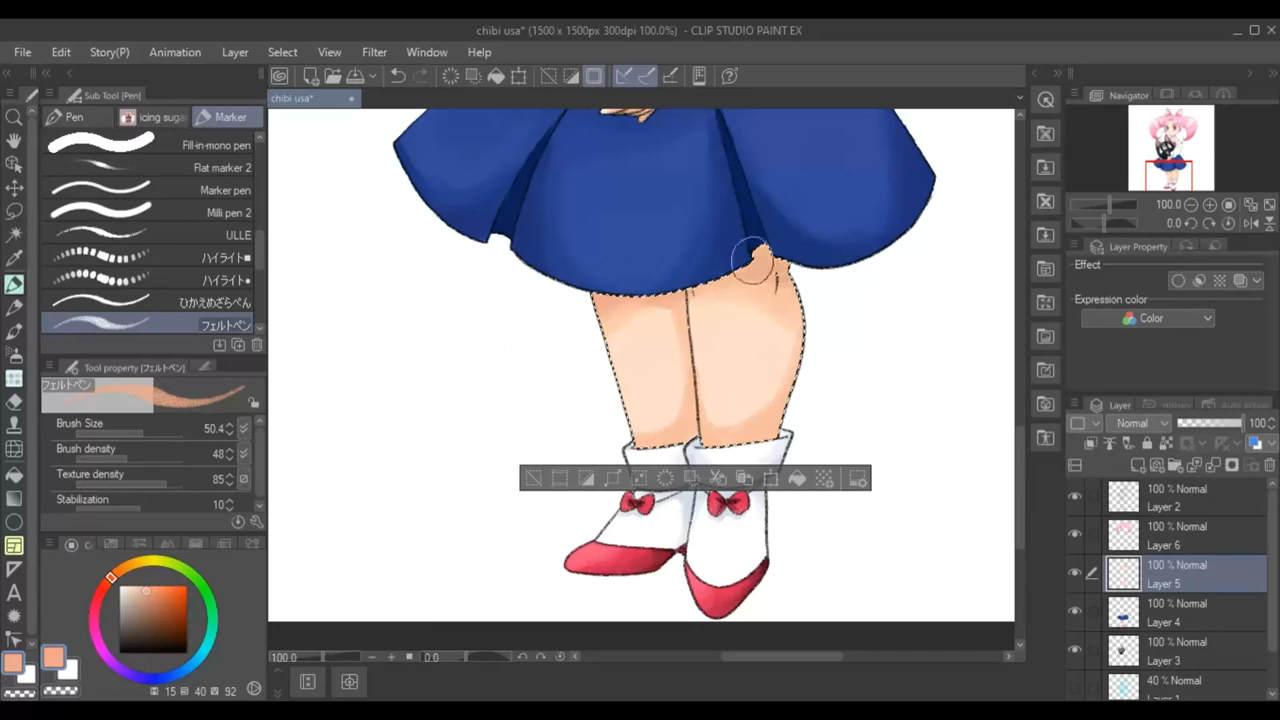 chibi usa* (1500 x 1500px 300dpi 100.0%) - CLIP STUDIO PAINT EX
File Edit Story(P) Animation Layer Select View Filter Window Help
Sub Tool [Pen]
Pen
icing suga
Marker
chibi usa*
Fill-in-mono pen
Flat marker 2
Marker pen
Milli pen 2
ULLE
ハイライト■
ハイライト●
ひかえめざらぺん
フェルトペン
Tool property [フェルトペン]
フェルトペン
Brush Size 50.4
Brush density 48
Texture density 85
Stabilization 10
15 40 V 92
100.0 0.0
Navigator
100.0
0.0
Layer Property
Effect
Expression color
Color
Layer History Auto Action
Normal 100
100 % Normal
Layer 2
100 % Normal
Layer 6
100 % Normal
Layer 5
100 % Normal
Layer 4
100 % Normal
Layer 3
40 % Normal